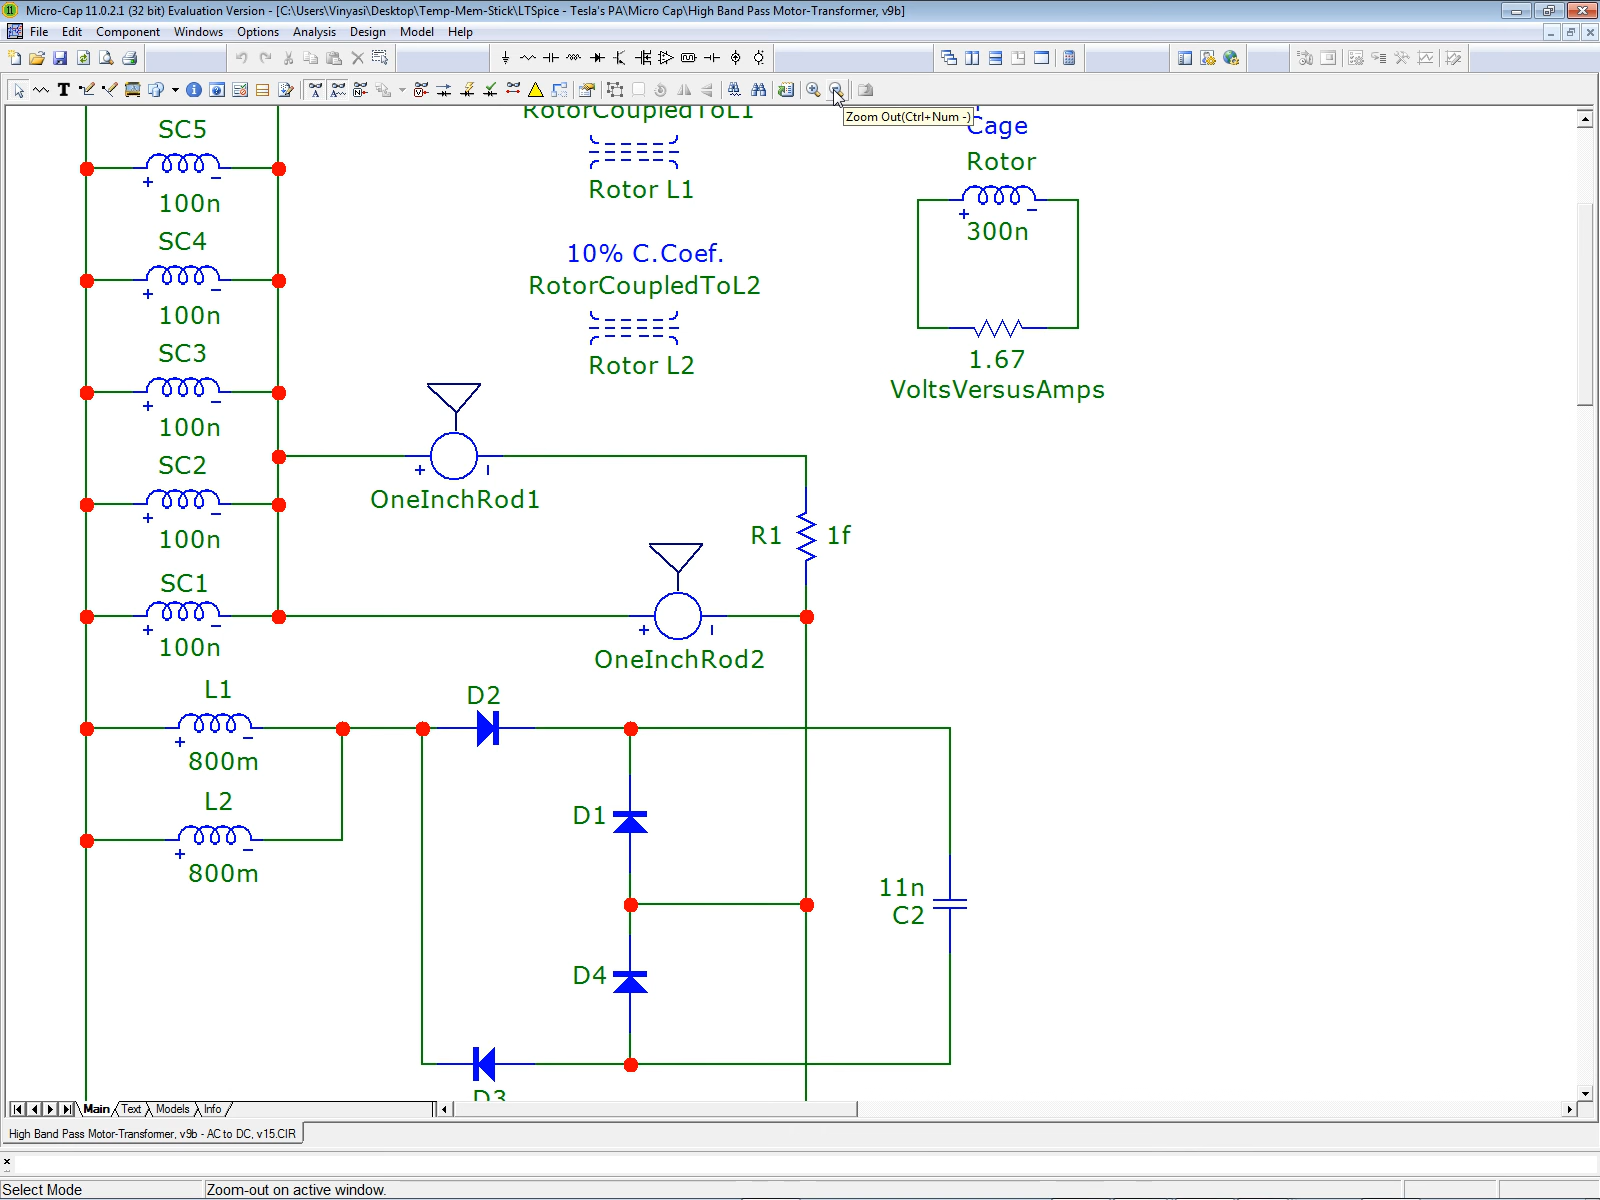 Micro-Cap 11.0.2.1 (32 bit) Evaluation Version - [C:\Users\Vinyasi\Desktop\Temp-Mem-Stick\LTSpice - Tesla's PA\Micro Cap\High Band Pass Motor-Transformer, v9b]
File Edit Component Windows Options Analysis Design Model Help
Zoom Out(Ctrl+Num -)
RotorCoupledToL1
Rotor L1
10% C.Coef.
RotorCoupledToL2
Rotor L2
Cage
Rotor
+ −
300n
1.67
VoltsVersusAmps
SC5
+ −
100n
SC4
+ −
100n
SC3
+ −
100n
SC2
+ −
100n
SC1
+ −
100n
+
OneInchRod1
R1 1f
+
OneInchRod2
L1
+ −
800m
L2
+ −
800m
D2
D1
D4
D3
11n
C2
Main Text Models Info
High Band Pass Motor-Transformer, v9b - AC to DC, v15.CIR
Select Mode Zoom-out on active window.